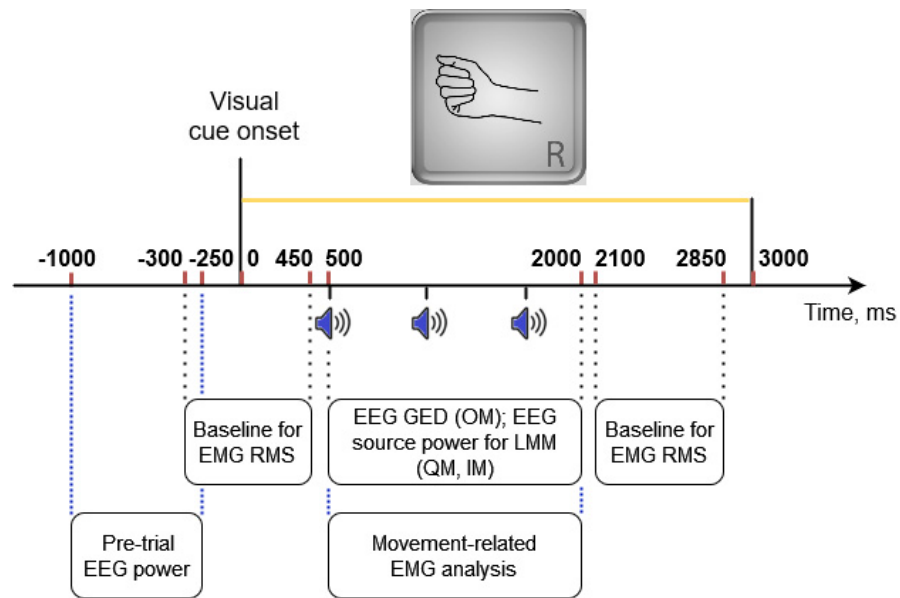 Visual
cue onset
R
-1000 -300 -250 0 450 500 2000 2100 2850 3000
Time, ms
Baseline for
EMG RMS
EEG GED (OM); EEG
source power for LMM
(QM, IM)
Baseline for
EMG RMS
Pre-trial
EEG power
Movement-related
EMG analysis